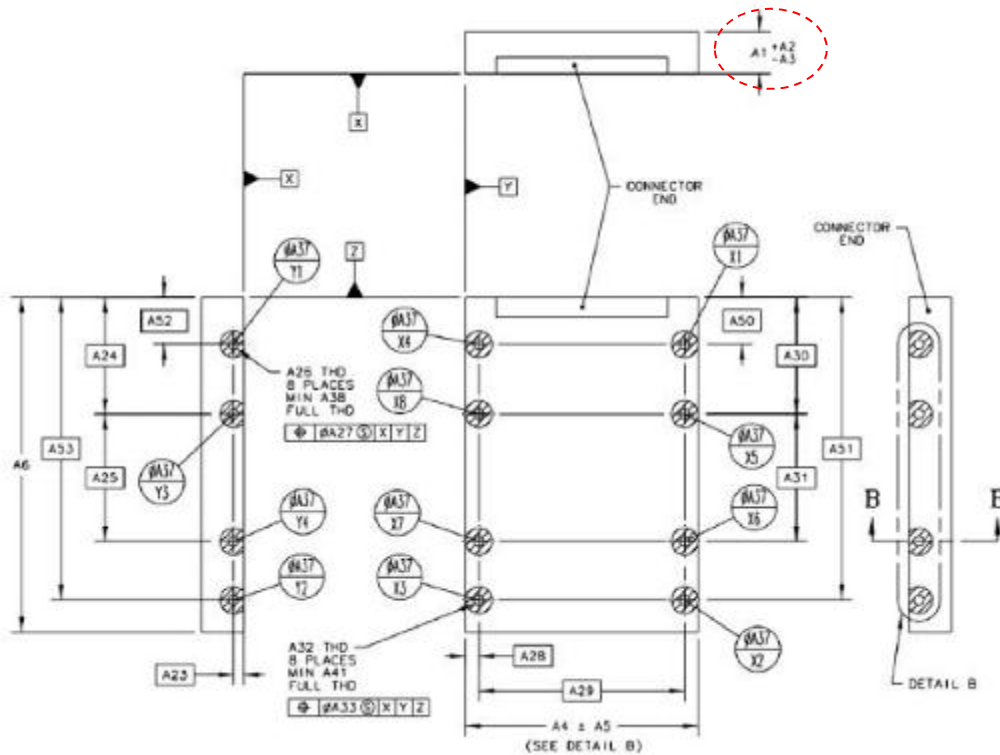 A1 +A2
-A3
X
X
Y
CONNECTOR
END
CONNECTOR
END
Z
ØA37
Y1
ØA37
X1
A52
A50
ØA37
X4
A24
A30
A26 THD
8 PLACES
MIN A38
FULL THD
ØA37
X8
⌖ ØA27 Ⓢ X Y Z
A53
A51
ØA37
X5
A6
A25
ØA37
Y3
A31
ØA37
Y4
ØA37
X7
ØA37
X6
B
B
ØA37
Y2
ØA37
X3
ØA37
X2
A32 THD
8 PLACES
MIN A41
FULL THD
A23
A28
A29
DETAIL B
⌖ ØA33 Ⓢ X Y Z
A4 ± A5
(SEE DETAIL B)